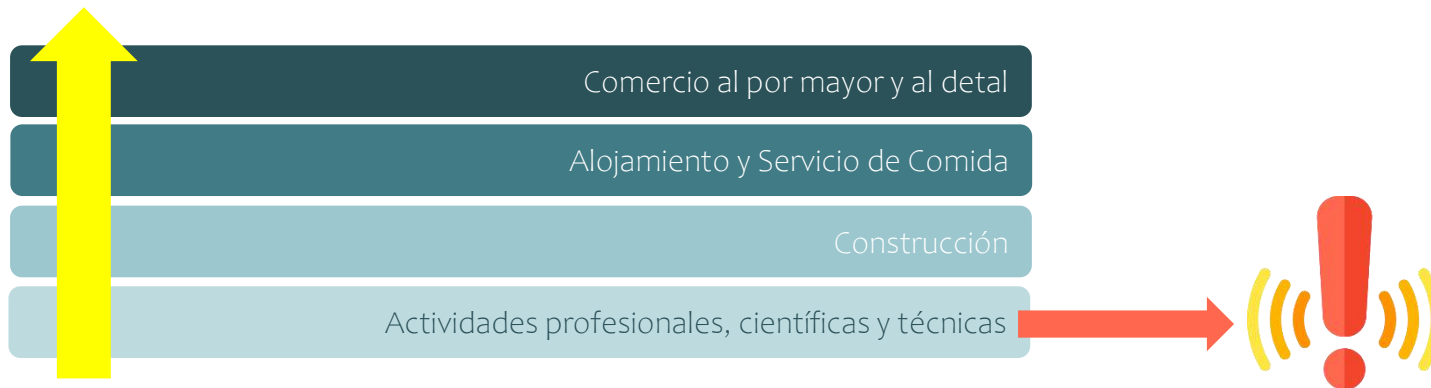 Comercio al por mayor y al detal
Alojamiento y Servicio de Comida
Construcción
Actividades profesionales, científicas y técnicas